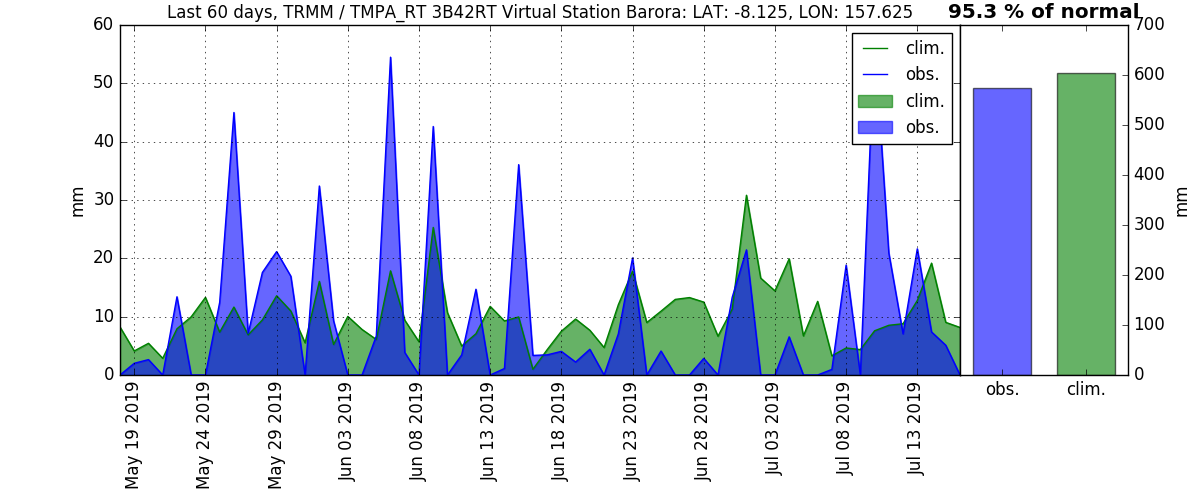 Last 60 days, TRMM / TMPA_RT 3B42RT Virtual Station Barora: LAT: -8.125, LON: 157.625
95.3 % of normal
60
50
40
30
20
10
0
mm
clim.
obs.
clim.
obs.
700
600
500
400
300
200
100
0
mm
May 19 2019
May 24 2019
May 29 2019
Jun 03 2019
Jun 08 2019
Jun 13 2019
Jun 18 2019
Jun 23 2019
Jun 28 2019
Jul 03 2019
Jul 08 2019
Jul 13 2019
obs.
clim.